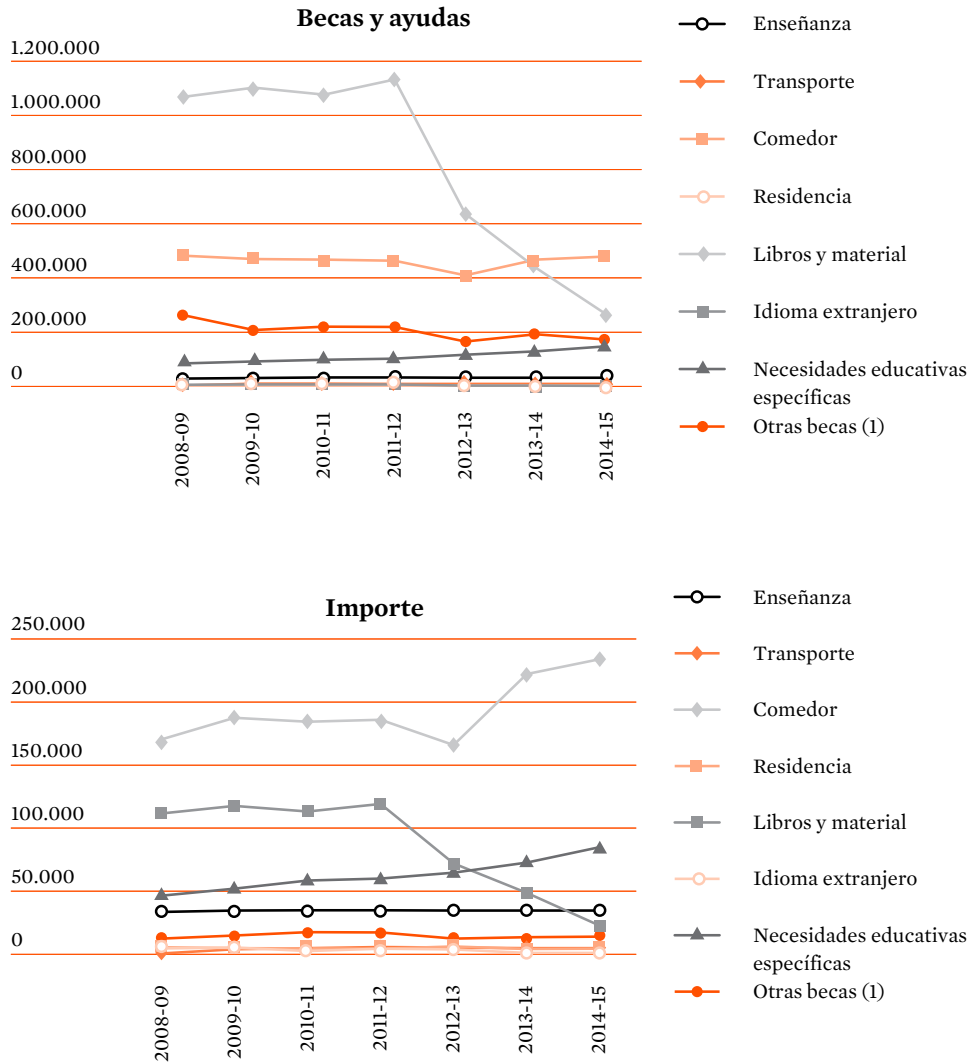 Becas y ayudas
1.200.000
1.000.000
800.000
600.000
400.000
200.000
0
2008-09
2009-10
2010-11
2011-12
2012-13
2013-14
2014-15
Enseñanza
Transporte
Comedor
Residencia
Libros y material
Idioma extranjero
Necesidades educativas
específicas
Otras becas (1)
Importe
250.000
200.000
150.000
100.000
50.000
0
2008-09
2009-10
2010-11
2011-12
2012-13
2013-14
2014-15
Enseñanza
Transporte
Comedor
Residencia
Libros y material
Idioma extranjero
Necesidades educativas
específicas
Otras becas (1)